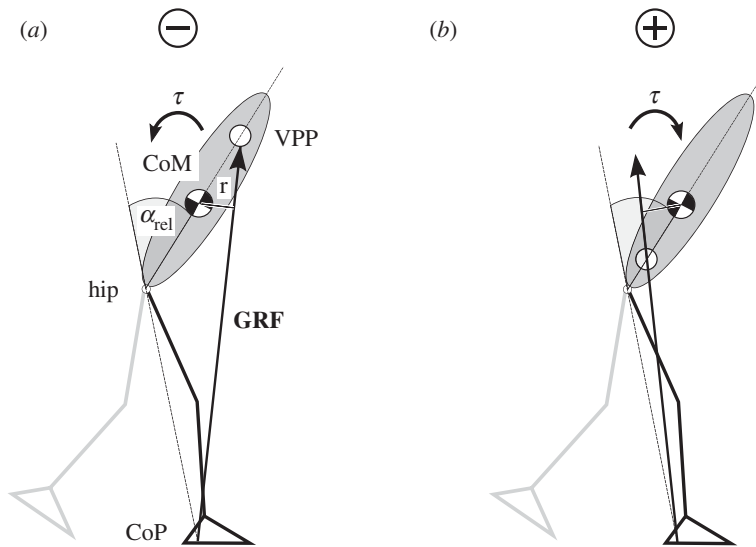 (a) − (b) +
τ τ
VPP
CoM
r
α_rel
hip
GRF
CoP